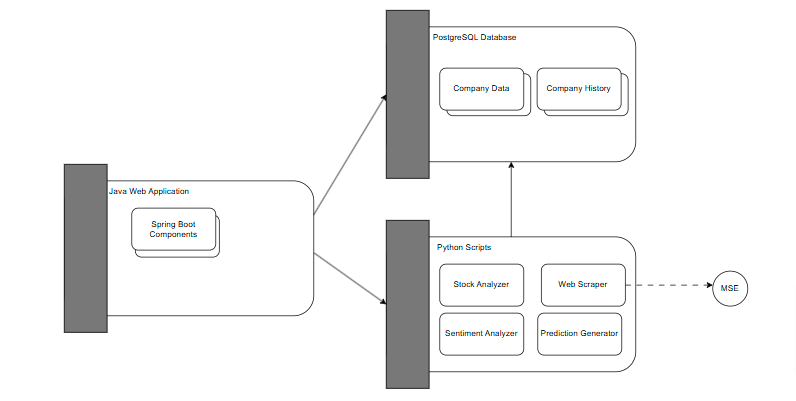 PostgreSQL Database
Company Data
Company History
Java Web Application
Spring Boot
Components
Python Scripts
Stock Analyzer
Web Scraper
MSE
Sentiment Analyzer
Prediction Generator